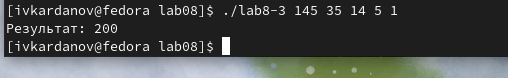 [ivkardanov@fedora lab08]$ ./lab8-3 145 35 14 5 1
Результат: 200
[ivkardanov@fedora lab08]$